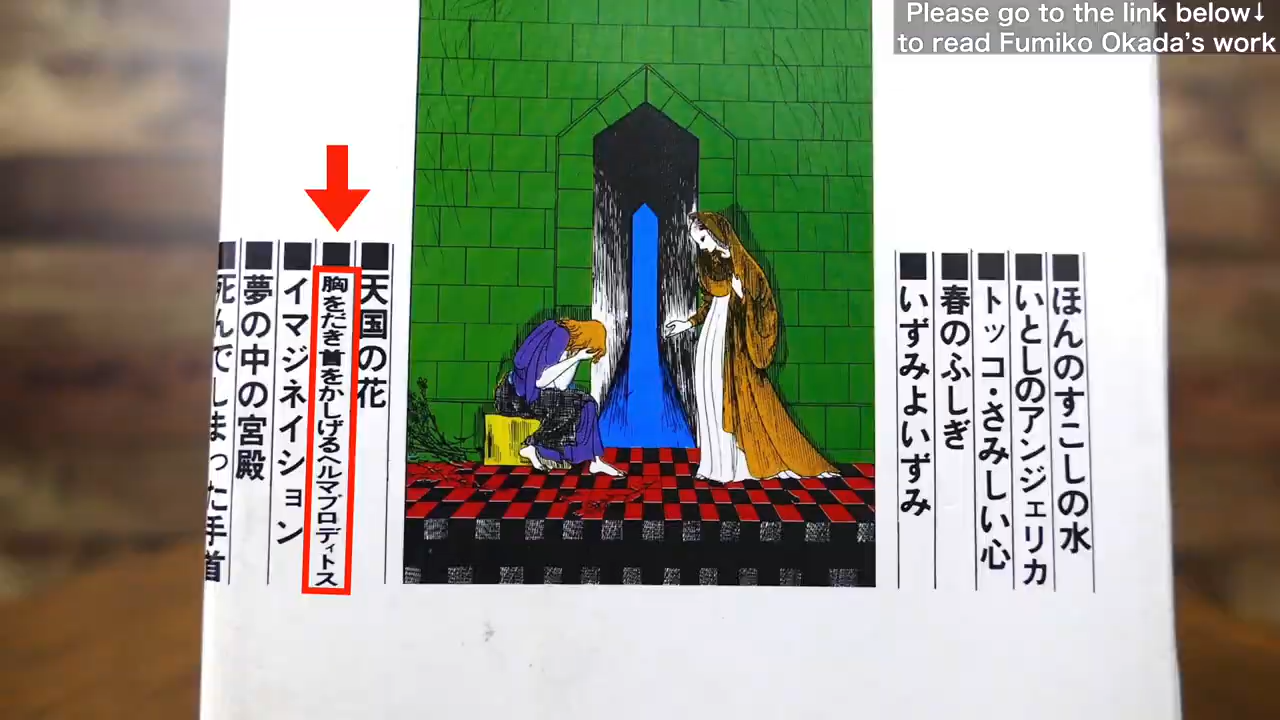 Please go to the link below↓
to read Fumiko Okada's work
ほんのすこしの水
いとしのアンジェリカ
トッコ・さみしい心
春のふしぎ
いずみよいずみ
天国の花
胸をだき首をかしげるヘルマプロディトス
イマジネイション
夢の中の宮殿
死んでしまった手首